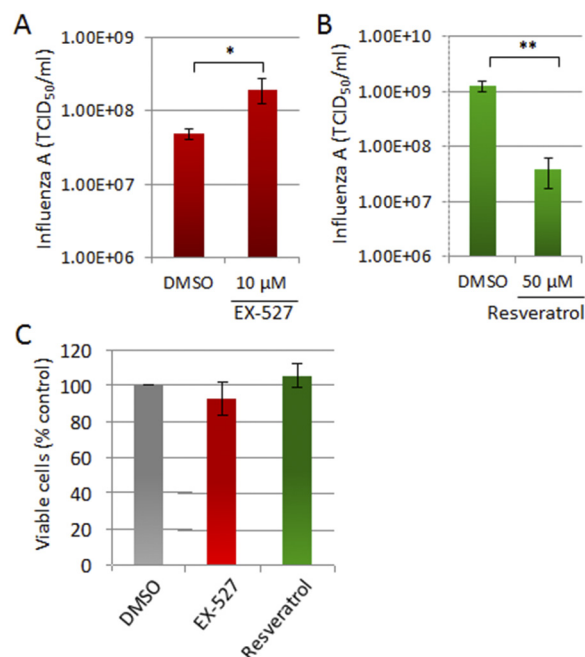 A
Influenza A (TCID50/ml)
1.00E+09
1.00E+08
1.00E+07
1.00E+06
*
DMSO
10 µM
EX-527
B
Influenza A (TCID50/ml)
1.00E+10
1.00E+09
1.00E+08
1.00E+07
1.00E+06
**
DMSO
50 µM
Resveratrol
C
Viable cells (% control)
120
100
80
60
40
20
0
DMSO
EX-527
Resveratrol